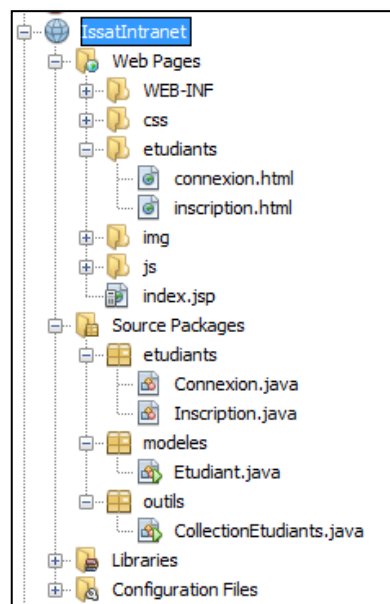 IssatIntranet
Web Pages
WEB-INF
css
etudiants
connexion.html
inscription.html
img
js
index.jsp
Source Packages
etudiants
Connexion.java
Inscription.java
modeles
Etudiant.java
outils
CollectionEtudiants.java
Libraries
Configuration Files